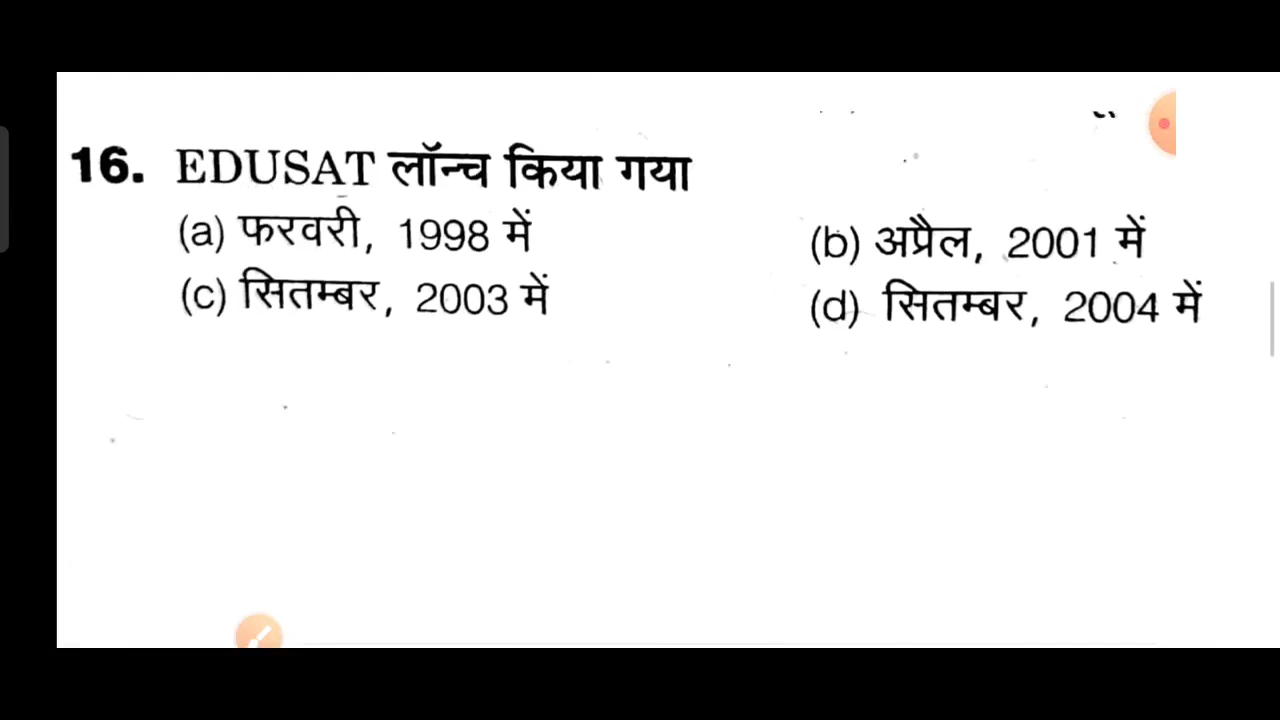 16. EDUSAT लॉन्च किया गया
(a) फरवरी, 1998 में (b) अप्रैल, 2001 में
(c) सितम्बर, 2003 में (d) सितम्बर, 2004 में